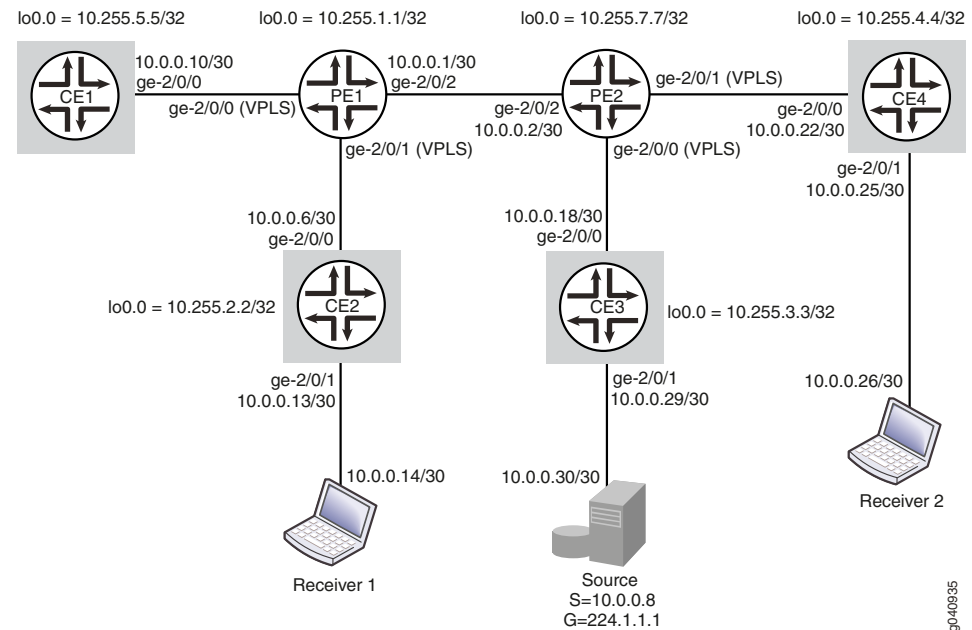 lo0.0 = 10.255.5.5/32
lo0.0 = 10.255.1.1/32
lo0.0 = 10.255.7.7/32
lo0.0 = 10.255.4.4/32
CE1
10.0.0.10/30
ge-2/0/0
ge-2/0/0 (VPLS)
PE1
10.0.0.1/30
ge-2/0/2
ge-2/0/1 (VPLS)
ge-2/0/2
10.0.0.2/30
PE2
ge-2/0/1 (VPLS)
ge-2/0/0 (VPLS)
ge-2/0/0
10.0.0.22/30
CE4
ge-2/0/1
10.0.0.25/30
10.0.0.6/30
ge-2/0/0
10.0.0.18/30
ge-2/0/0
lo0.0 = 10.255.2.2/32
CE2
CE3
lo0.0 = 10.255.3.3/32
ge-2/0/1
10.0.0.13/30
ge-2/0/1
10.0.0.29/30
10.0.0.26/30
10.0.0.14/30
10.0.0.30/30
Receiver 2
Receiver 1
Source
S=10.0.0.8
G=224.1.1.1
g040935